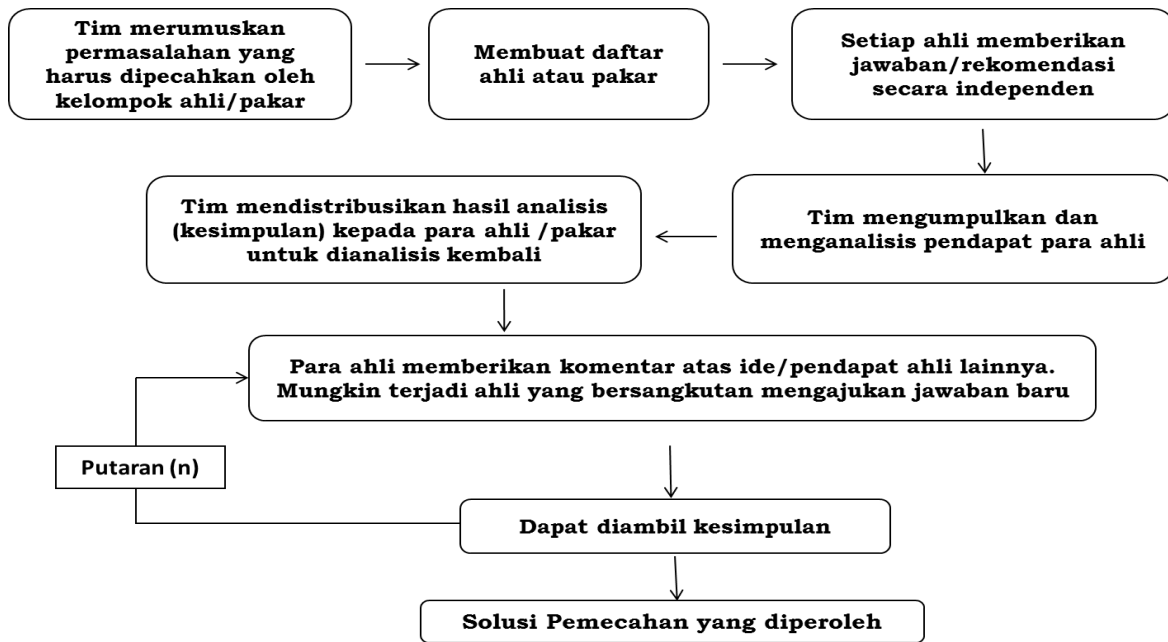 Tim merumuskan
permasalahan yang
harus dipecahkan oleh
kelompok ahli/pakar
Membuat daftar
ahli atau pakar
Setiap ahli memberikan
jawaban/rekomendasi
secara independen
Tim mengumpulkan dan
menganalisis pendapat para ahli
Tim mendistribusikan hasil analisis
(kesimpulan) kepada para ahli /pakar
untuk dianalisis kembali
Para ahli memberikan komentar atas ide/pendapat ahli lainnya.
Mungkin terjadi ahli yang bersangkutan mengajukan jawaban baru
Putaran (n)
Dapat diambil kesimpulan
Solusi Pemecahan yang diperoleh